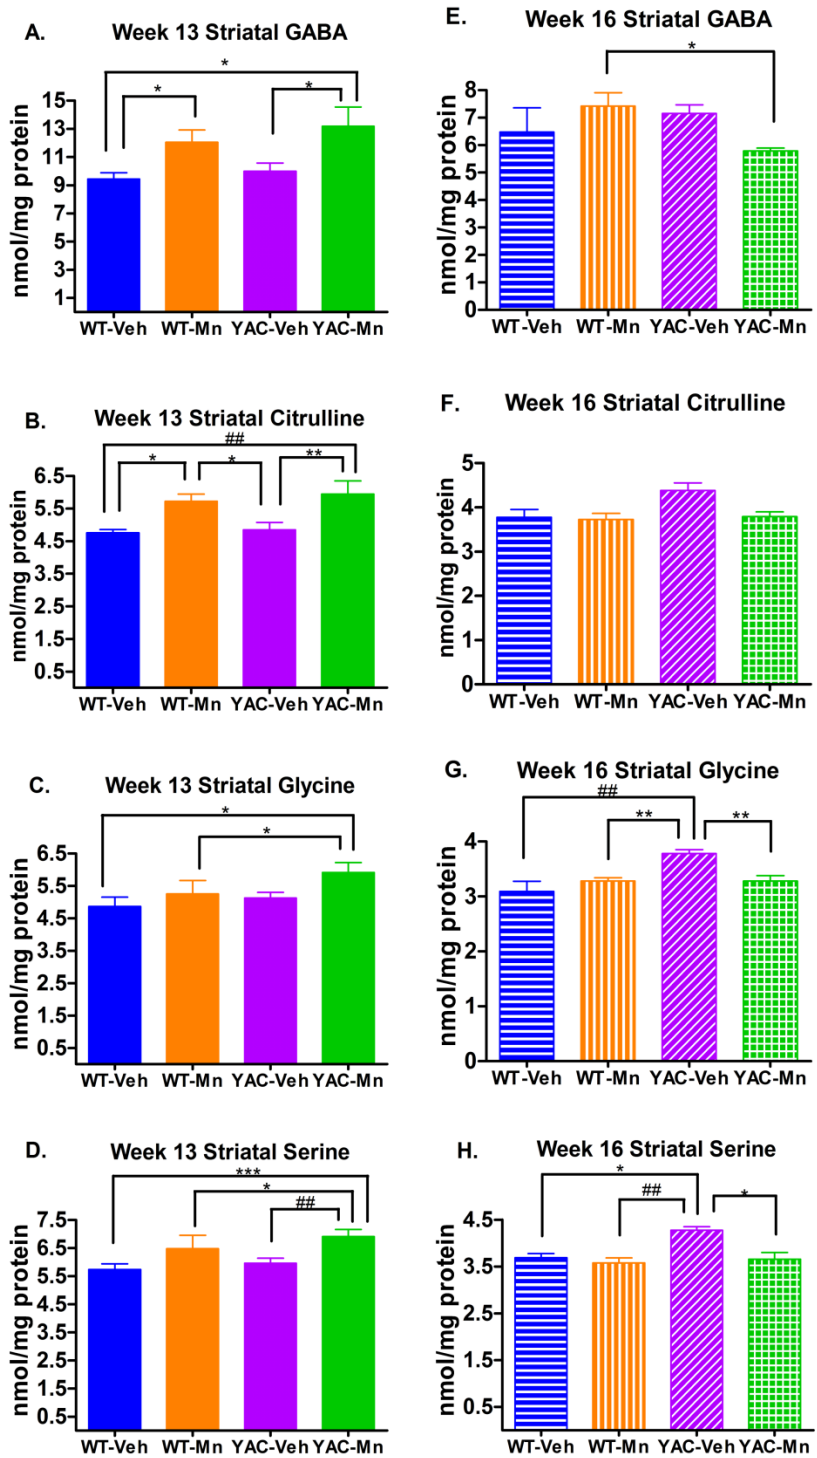 A. Week 13 Striatal GABA
*
* *
nmol/mg protein
15
13
11
9
7
5
3
1
WT-Veh WT-Mn YAC-Veh YAC-Mn
B. Week 13 Striatal Citrulline
##
* * **
nmol/mg protein
6.5
5.5
4.5
3.5
2.5
1.5
0.5
WT-Veh WT-Mn YAC-Veh YAC-Mn
C. Week 13 Striatal Glycine
*
*
nmol/mg protein
6.5
5.5
4.5
3.5
2.5
1.5
0.5
WT-Veh WT-Mn YAC-Veh YAC-Mn
D. Week 13 Striatal Serine
***
*
##
nmol/mg protein
7.5
6.5
5.5
4.5
3.5
2.5
1.5
0.5
WT-Veh WT-Mn YAC-Veh YAC-Mn
E. Week 16 Striatal GABA
*
nmol/mg protein
8
7
6
5
4
3
2
1
0
WT-Veh WT-Mn YAC-Veh YAC-Mn
F. Week 16 Striatal Citrulline
nmol/mg protein
5
4
3
2
1
0
WT-Veh WT-Mn YAC-Veh YAC-Mn
G. Week 16 Striatal Glycine
##
** **
nmol/mg protein
4
3
2
1
0
WT-Veh WT-Mn YAC-Veh YAC-Mn
H. Week 16 Striatal Serine
*
## *
nmol/mg protein
4.5
3.5
2.5
1.5
0.5
WT-Veh WT-Mn YAC-Veh YAC-Mn